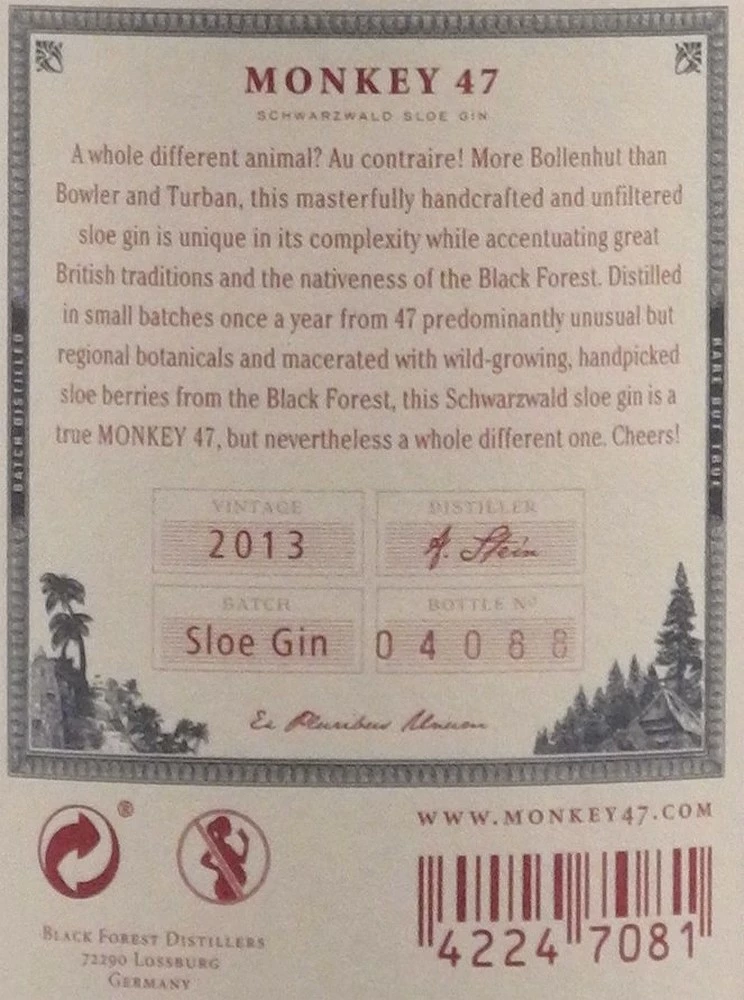 MONKEY 47
SCHWARZWALD SLOE GIN
A whole different animal? Au contraire! More Bollenhut than
Bowler and Turban, this masterfully handcrafted and unfiltered
sloe gin is unique in its complexity while accentuating great
British traditions and the nativeness of the Black Forest. Distilled
in small batches once a year from 47 predominantly unusual but
regional botanicals and macerated with wild-growing, handpicked
sloe berries from the Black Forest, this Schwarzwald sloe gin is a
true MONKEY 47, but nevertheless a whole different one. Cheers!
BATCH DISTILLED
RARE BUT TRUE
VINTAGE
2013
DISTILLER
A. Stein
BATCH
Sloe Gin
BOTTLE Nº
04088
Ex Pluribus Unum
®
WWW.MONKEY47.COM
BLACK FOREST DISTILLERS
72290 LOSSBURG
GERMANY
4224 7081